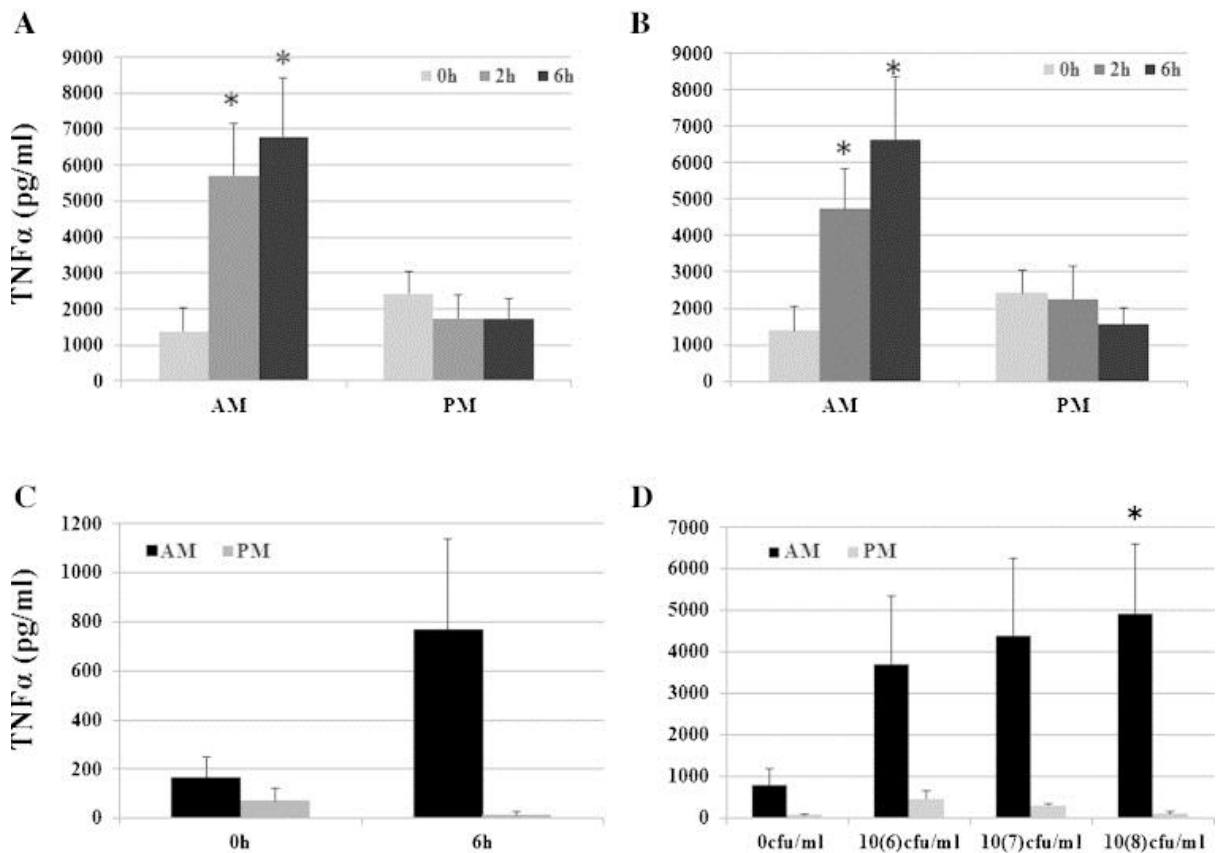 A
TNFα (pg/ml)
9000
8000
7000
6000
5000
4000
3000
2000
1000
0
0h 2h 6h
* *
AM PM
B
9000
8000
7000
6000
5000
4000
3000
2000
1000
0
0h 2h 6h
* *
AM PM
C
TNFα (pg/ml)
1200
1000
800
600
400
200
0
AM PM
0h 6h
D
7000
6000
5000
4000
3000
2000
1000
0
AM PM
*
0cfu/ml 10(6)cfu/ml 10(7)cfu/ml 10(8)cfu/ml